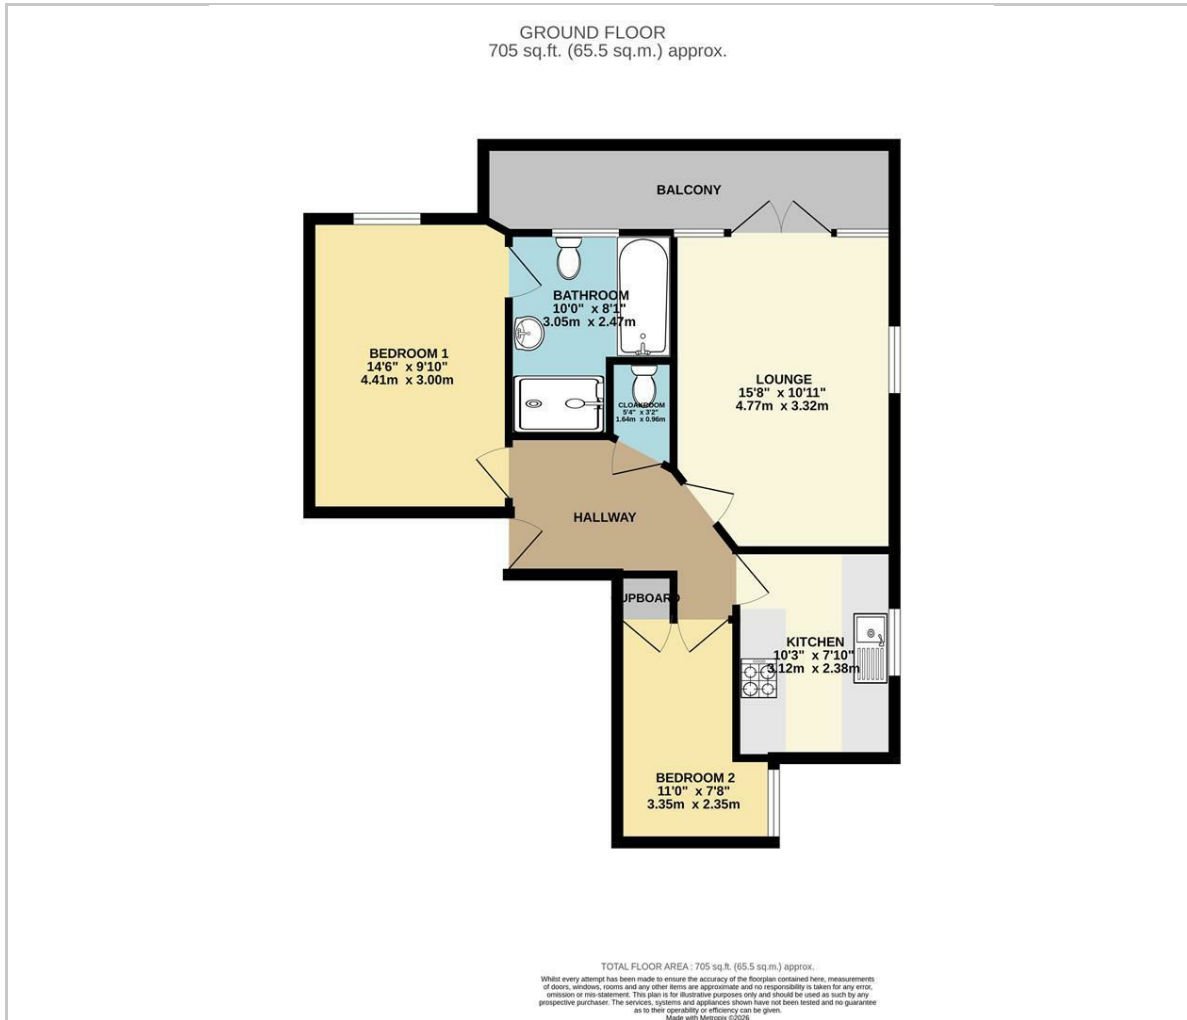 GROUND FLOOR
705 sq.ft. (65.5 sq.m.) approx.
BALCONY
BATHROOM
10'0" x 8'1"
3.05m x 2.47m
BEDROOM 1
14'6" x 9'10"
4.41m x 3.00m
LOUNGE
15'8" x 10'11"
4.77m x 3.32m
CLOAKROOM
5'4" x 3'2"
1.64m x 0.96m
HALLWAY
CUPBOARD
KITCHEN
10'3" x 7'10"
3.12m x 2.38m
BEDROOM 2
11'0" x 7'8"
3.35m x 2.35m
TOTAL FLOOR AREA : 705 sq.ft. (65.5 sq.m.) approx.
Whilst every attempt has been made to ensure the accuracy of the floorplan contained here, measurements
of doors, windows, rooms and any other items are approximate and no responsibility is taken for any error,
omission or mis-statement. This plan is for illustrative purposes only and should be used as such by any
prospective purchaser. The services, systems and appliances shown have not been tested and no guarantee
as to their operability or efficiency can be given.
Made with Metropix ©2026